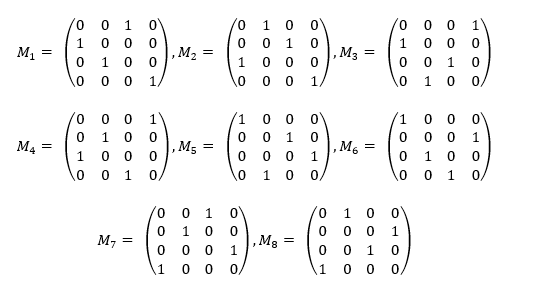 M₁ = (0 0 1 0; 1 0 0 0; 0 1 0 0; 0 0 0 1), M₂ = (0 1 0 0; 0 0 1 0; 1 0 0 0; 0 0 0 1), M₃ = (0 0 0 1; 1 0 0 0; 0 0 1 0; 0 1 0 0)
M₄ = (0 0 0 1; 0 1 0 0; 1 0 0 0; 0 0 1 0), M₅ = (1 0 0 0; 0 0 1 0; 0 0 0 1; 0 1 0 0), M₆ = (1 0 0 0; 0 0 0 1; 0 1 0 0; 0 0 1 0)
M₇ = (0 0 1 0; 0 1 0 0; 0 0 0 1; 1 0 0 0), M₈ = (0 1 0 0; 0 0 0 1; 0 0 1 0; 1 0 0 0)